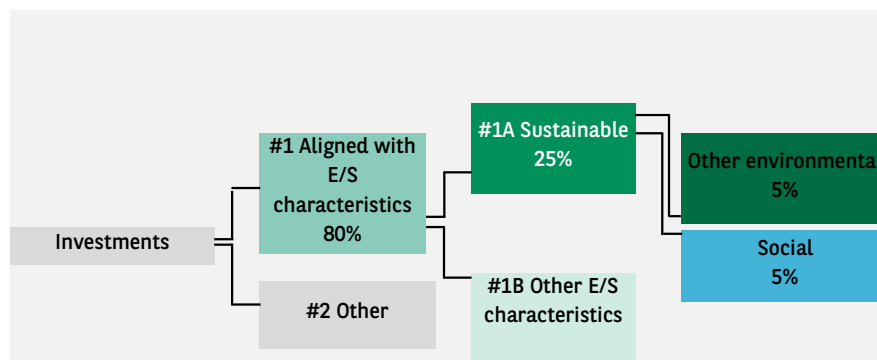 #1 Aligned with
E/S
characteristics
80%
#1A Sustainable
25%
Other environmenta
5%
Investments
Social
5%
#2 Other
#1B Other E/S
characteristics